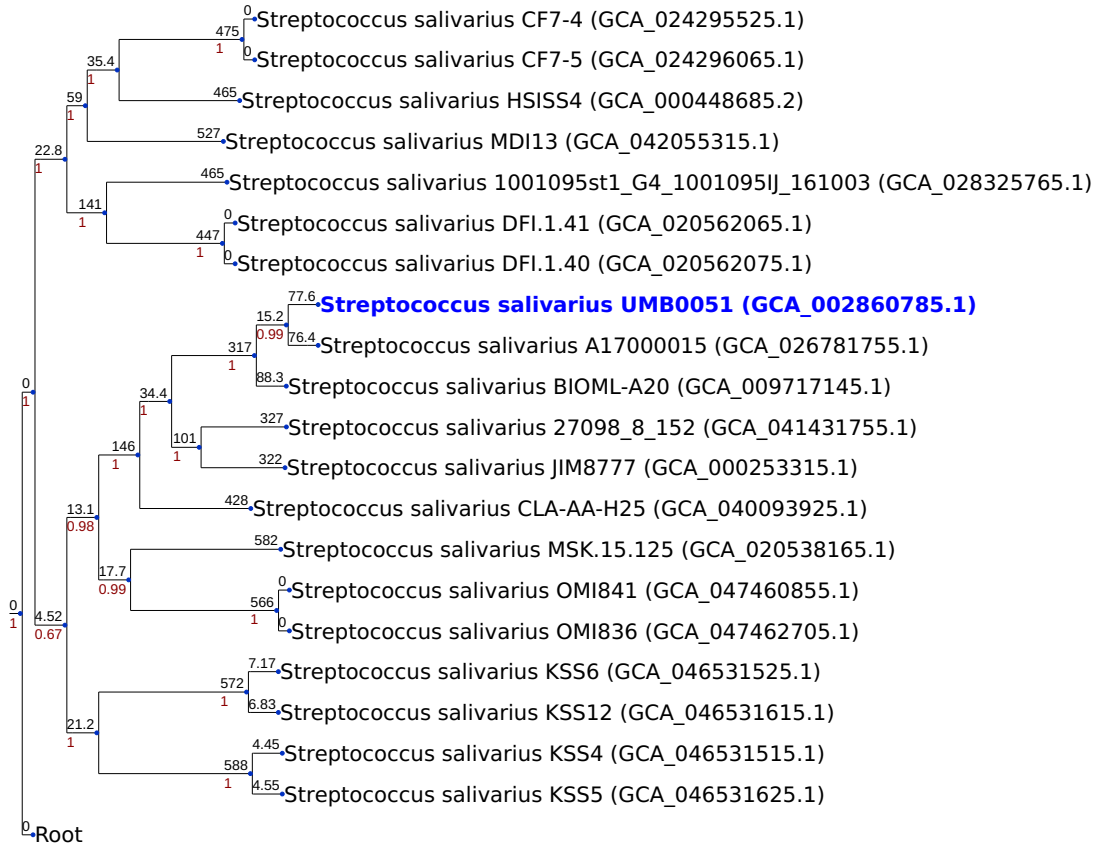 0
Streptococcus salivarius CF7-4 (GCA_024295525.1)
475
1
0
Streptococcus salivarius CF7-5 (GCA_024296065.1)
35.4
1
465
Streptococcus salivarius HSISS4 (GCA_000448685.2)
59
1
527
Streptococcus salivarius MDI13 (GCA_042055315.1)
22.8
1
465
Streptococcus salivarius 1001095st1_G4_1001095IJ_161003 (GCA_028325765.1)
141
1
0
Streptococcus salivarius DFI.1.41 (GCA_020562065.1)
447
1
0
Streptococcus salivarius DFI.1.40 (GCA_020562075.1)
77.6
Streptococcus salivarius UMB0051 (GCA_002860785.1)
15.2
0.99
76.4
Streptococcus salivarius A17000015 (GCA_026781755.1)
317
1
88.3
Streptococcus salivarius BIOML-A20 (GCA_009717145.1)
0
1
34.4
1
327
Streptococcus salivarius 27098_8_152 (GCA_041431755.1)
101
1
322
Streptococcus salivarius JIM8777 (GCA_000253315.1)
146
1
428
Streptococcus salivarius CLA-AA-H25 (GCA_040093925.1)
13.1
0.98
582
Streptococcus salivarius MSK.15.125 (GCA_020538165.1)
17.7
0.99
0
Streptococcus salivarius OMI841 (GCA_047460855.1)
566
1
0
Streptococcus salivarius OMI836 (GCA_047462705.1)
0
1
4.52
0.67
7.17
Streptococcus salivarius KSS6 (GCA_046531525.1)
572
1
6.83
Streptococcus salivarius KSS12 (GCA_046531615.1)
21.2
1
4.45
Streptococcus salivarius KSS4 (GCA_046531515.1)
588
1
4.55
Streptococcus salivarius KSS5 (GCA_046531625.1)
0
Root